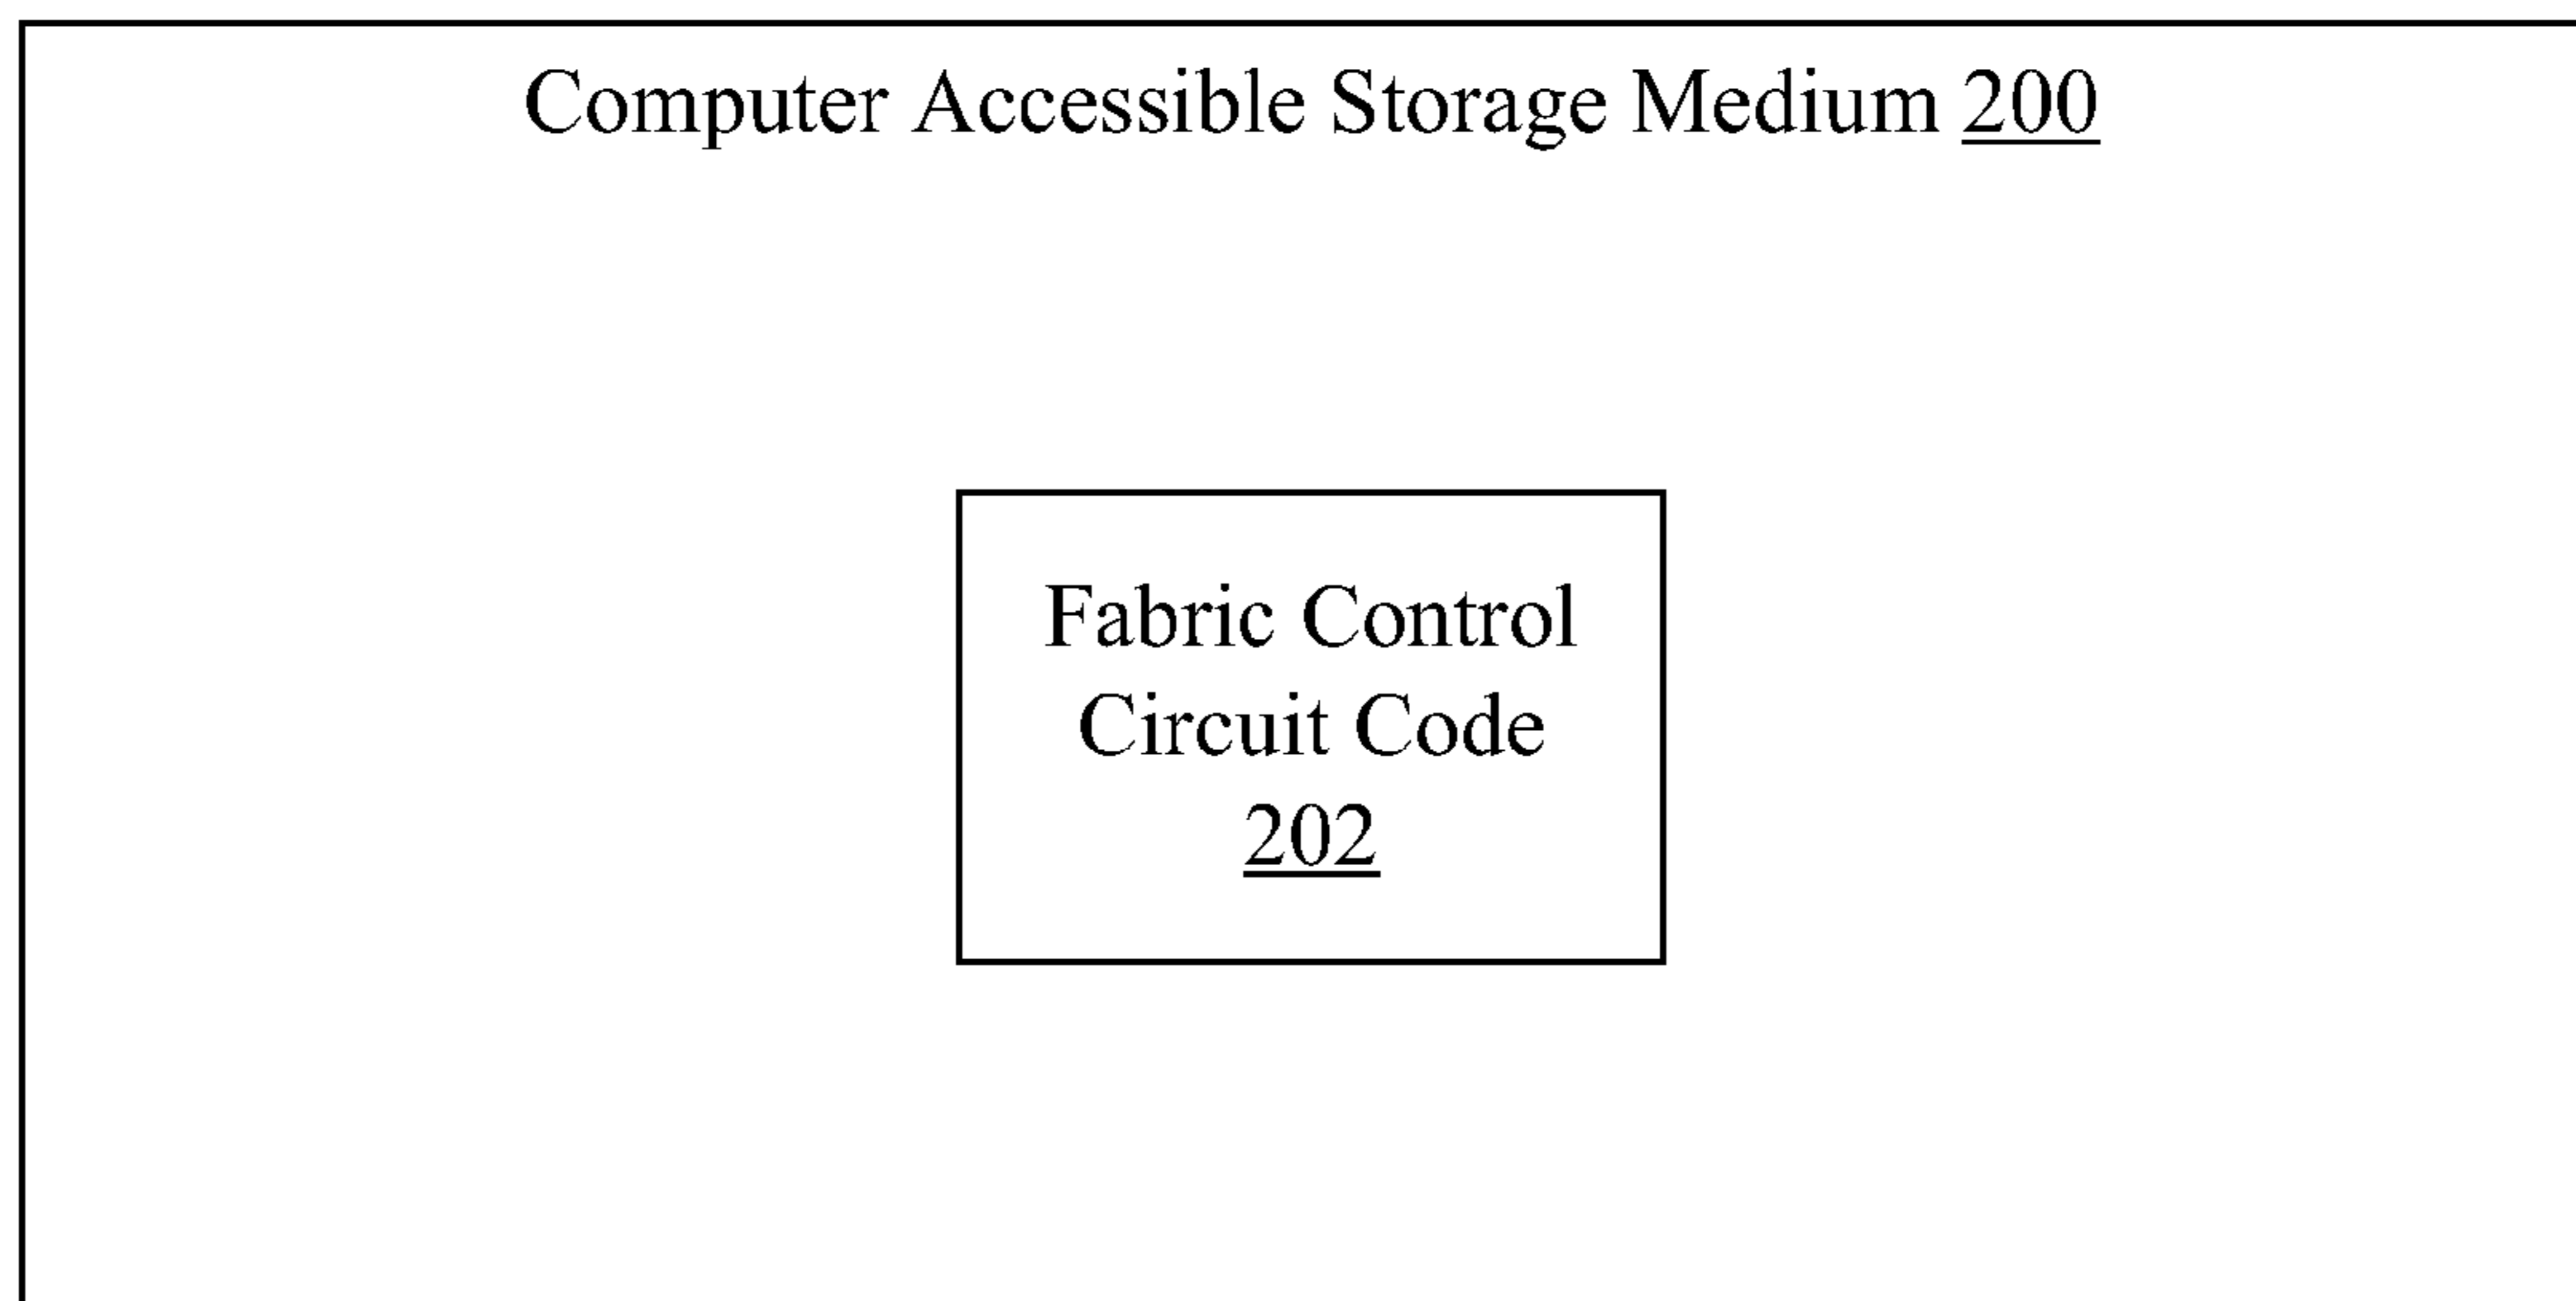 Computer Accessible Storage Medium 200
Fabric Control
Circuit Code
202